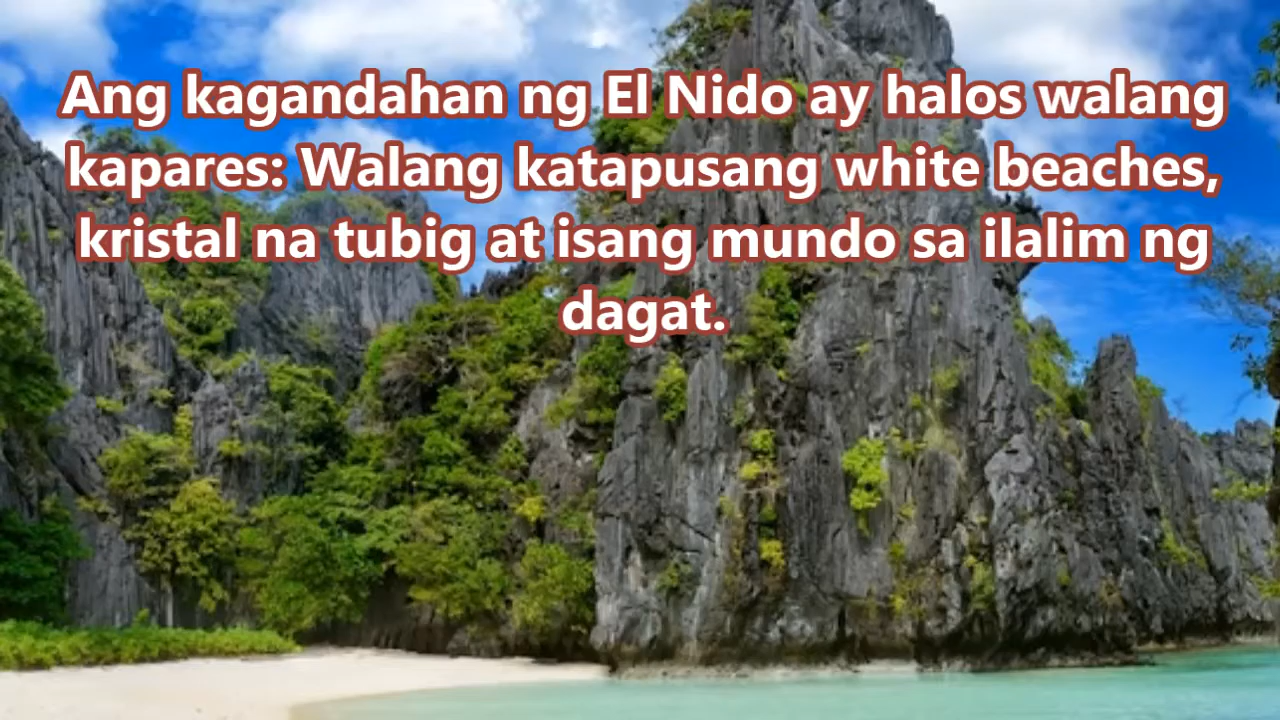 Ang kagandahan ng El Nido ay halos walang
kapares: Walang katapusang white beaches,
kristal na tubig at isang mundo sa ilalim ng
dagat.